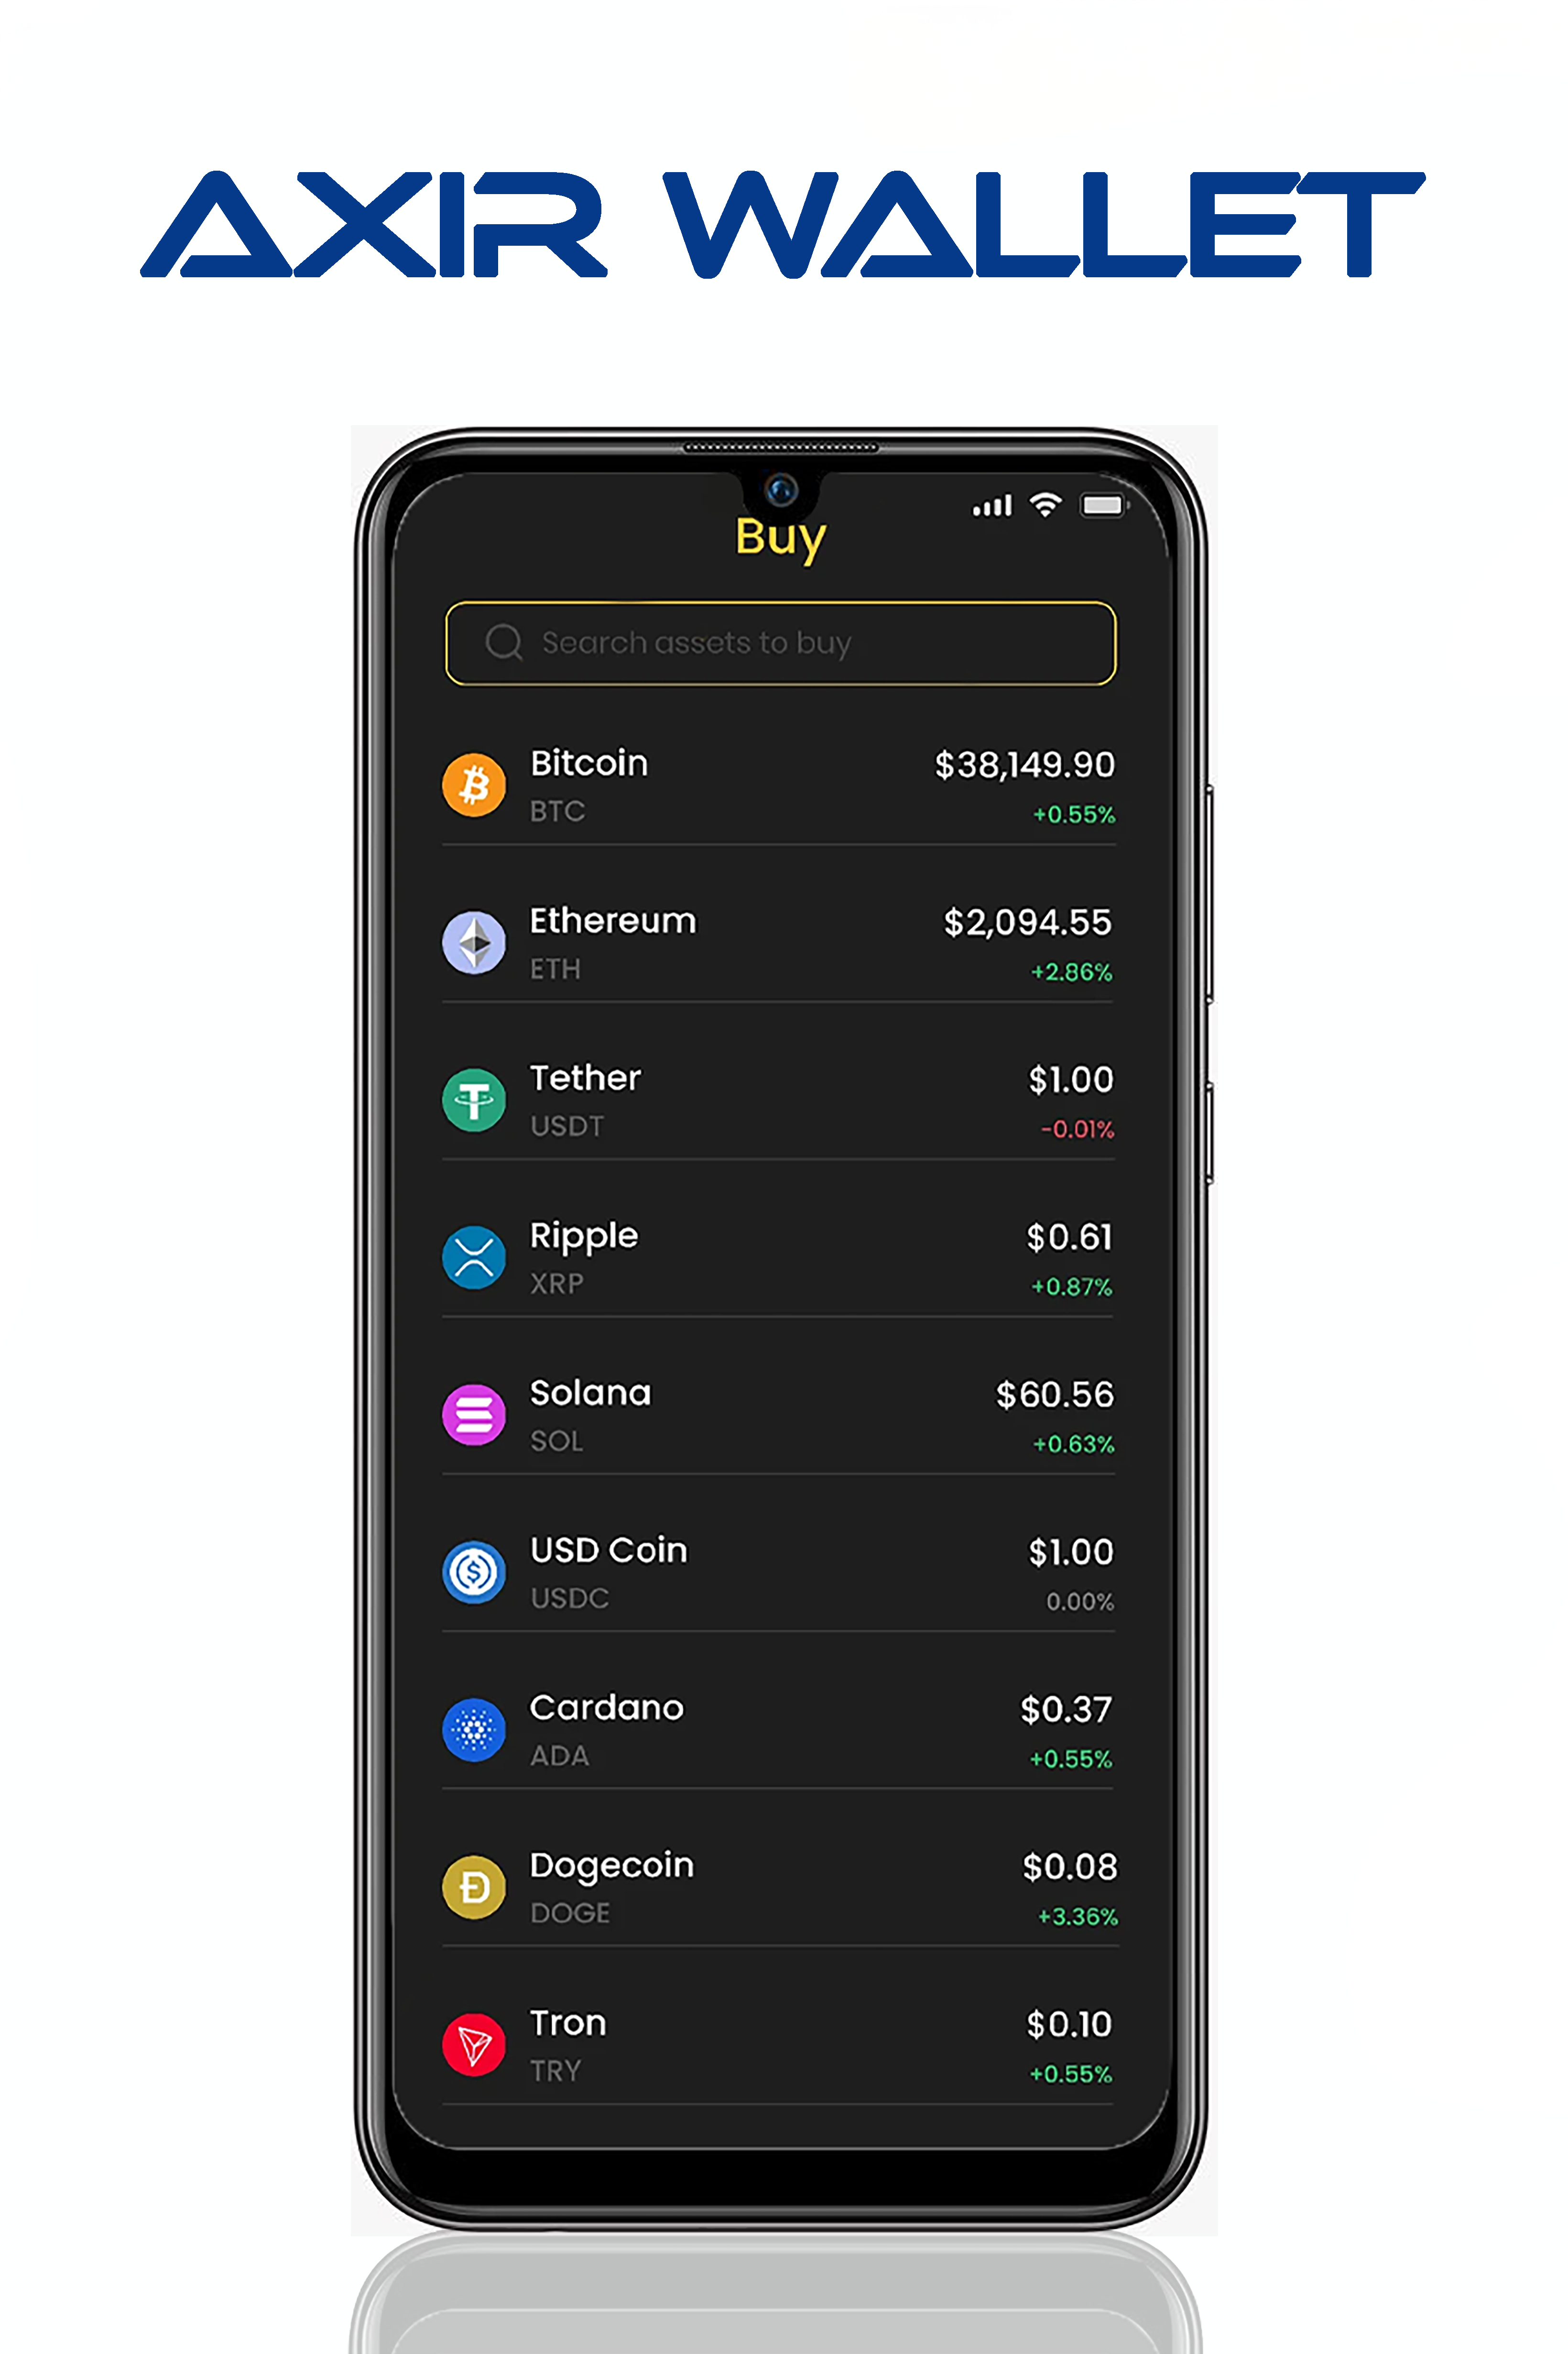 AXIR WALLET
Buy
Search assets to buy
Bitcoin $38,149.90
BTC +0.55%
Ethereum $2,094.55
ETH +2.86%
Tether $1.00
USDT -0.01%
Ripple $0.61
XRP +0.87%
Solana $60.56
SOL +0.63%
USD Coin $1.00
USDC 0.00%
Cardano $0.37
ADA +0.55%
Dogecoin $0.08
DOGE +3.36%
Tron $0.10
TRY +0.55%